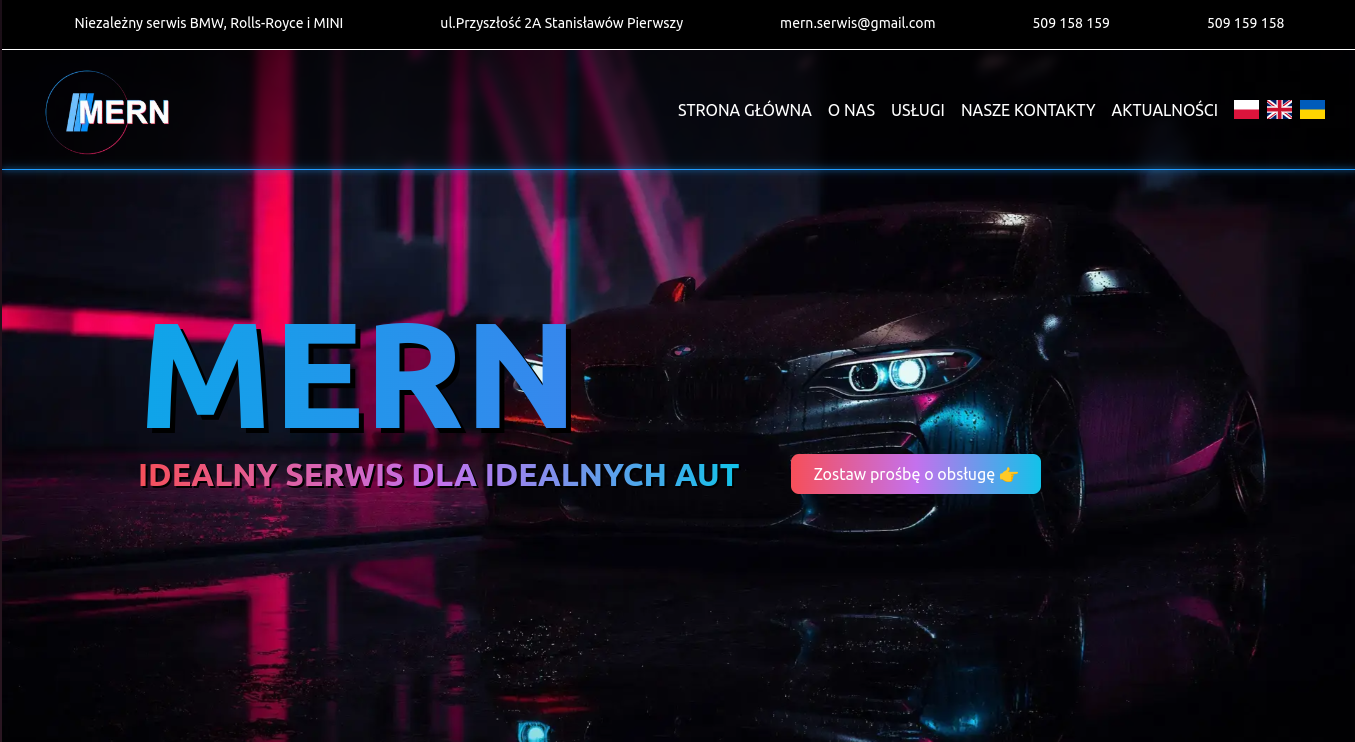 Niezależny serwis BMW, Rolls-Royce i MINI
ul.Przyszłość 2A Stanisławów Pierwszy
mern.serwis@gmail.com
509 158 159
509 159 158
MERN
STRONA GŁÓWNA
O NAS
USŁUGI
NASZE KONTAKTY
AKTUALNOŚCI
MERN
IDEALNY SERWIS DLA IDEALNYCH AUT
Zostaw prośbę o obsługę 👉